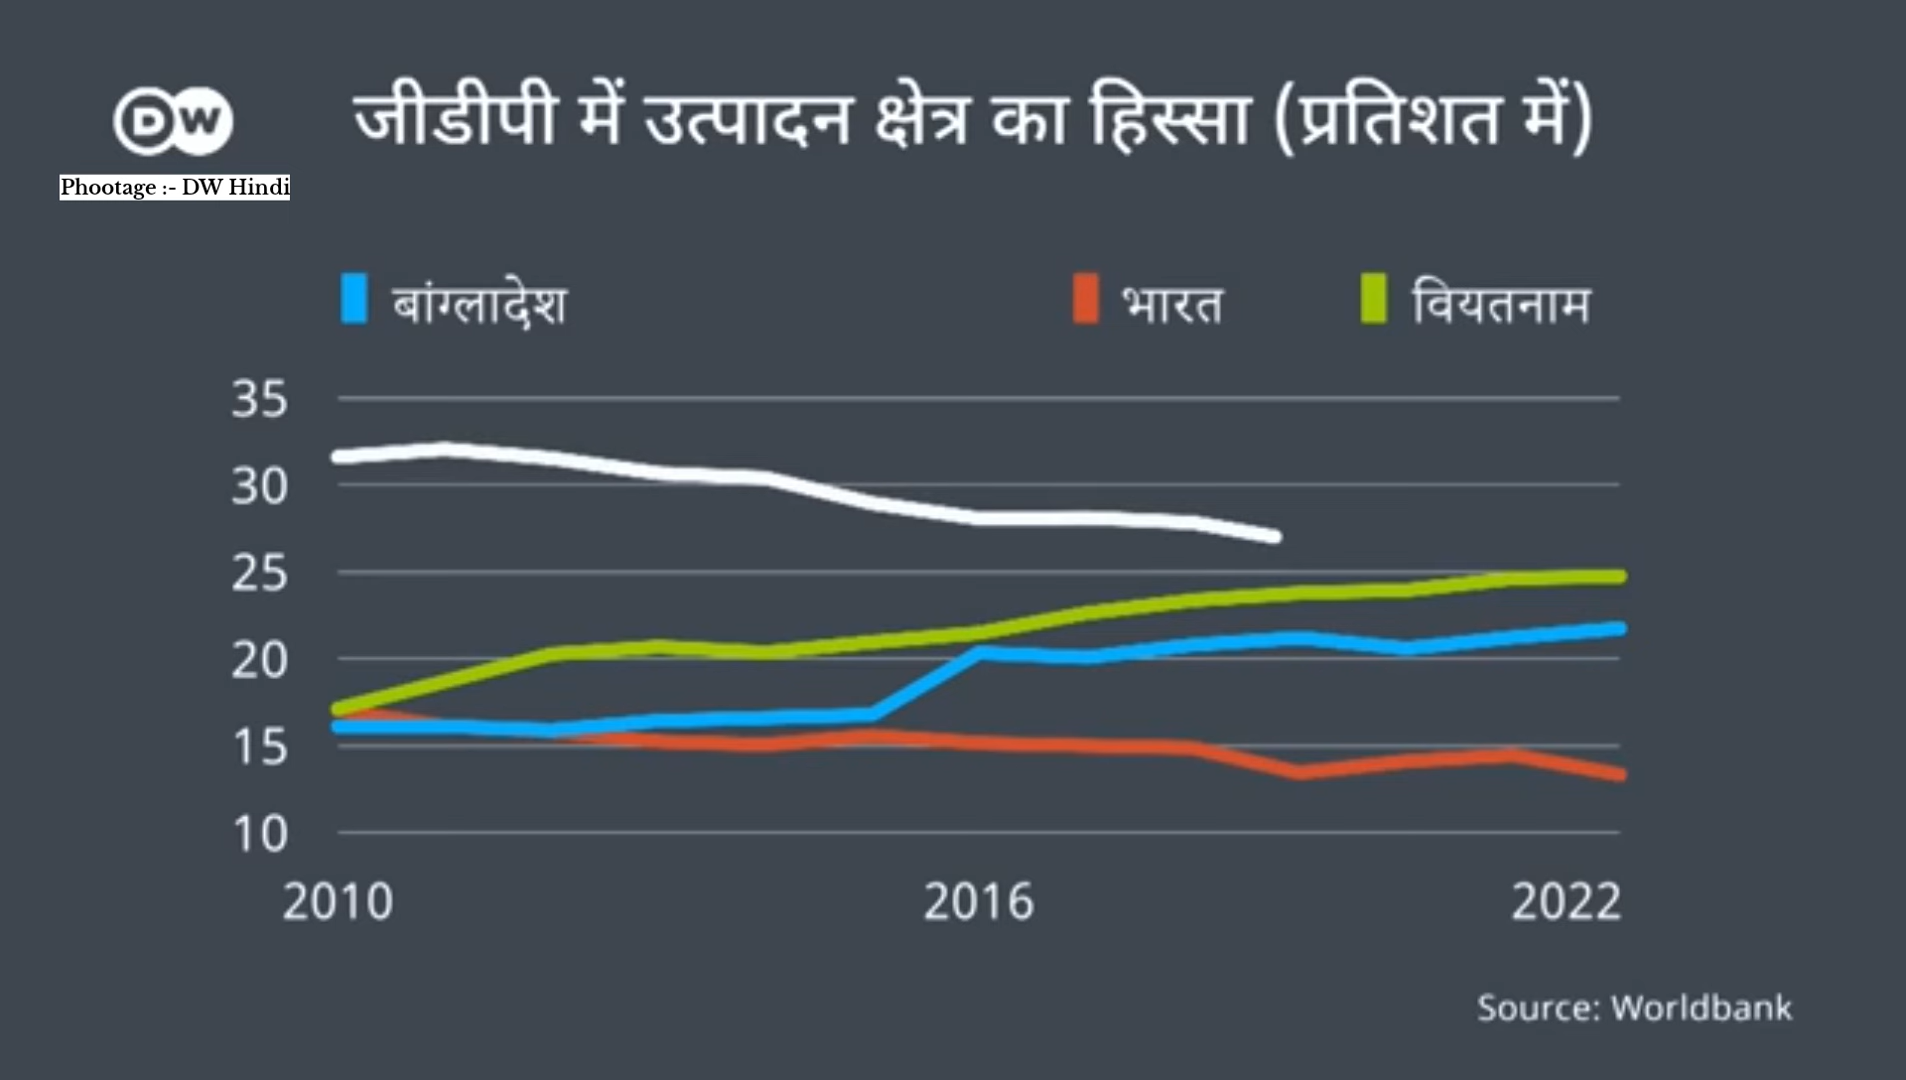 DW
जीडीपी में उत्पादन क्षेत्र का हिस्सा (प्रतिशत में)
Phootage :- DW Hindi
बांग्लादेश भारत वियतनाम
35
30
25
20
15
10
2010 2016 2022
Source: Worldbank